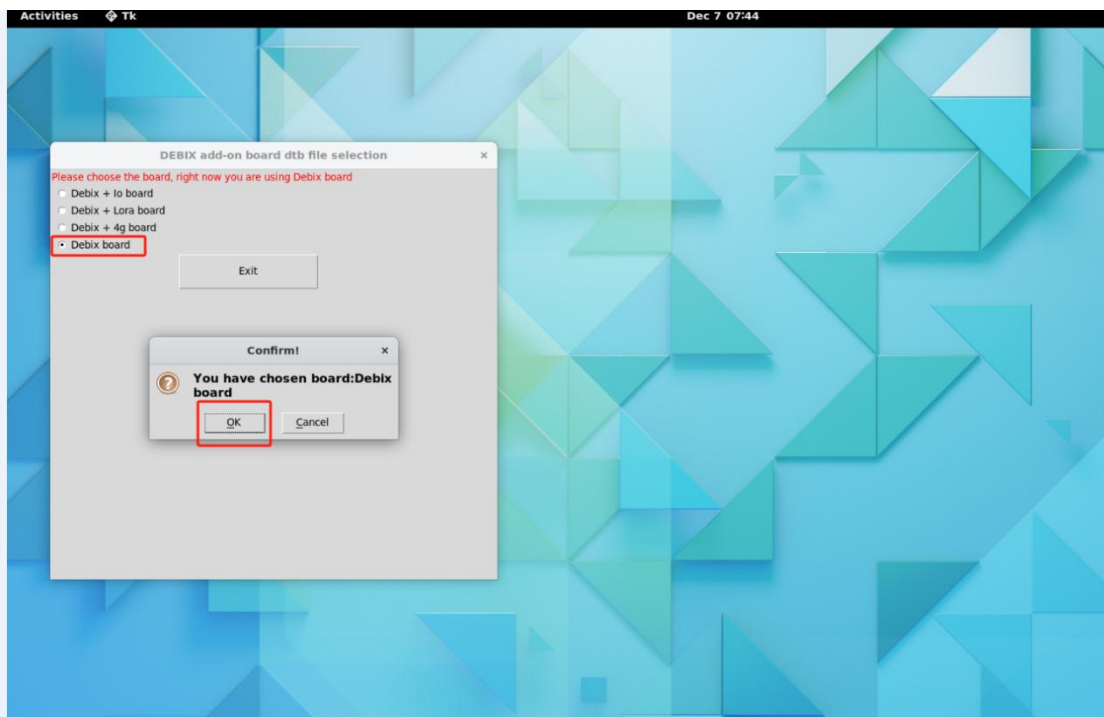 Activities Tk Dec 7 07:44
DEBIX add-on board dtb file selection ×
Please choose the board, right now you are using Debix board
Debix + Io board
Debix + Lora board
Debix + 4g board
Debix board
Exit
Confirm! ×
You have chosen board:Debix
board
OK Cancel